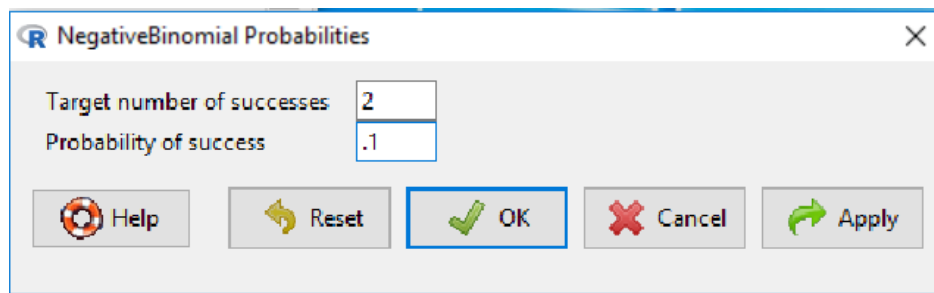 NegativeBinomial Probabilities
Target number of successes 2
Probability of success .1
Help Reset OK Cancel Apply